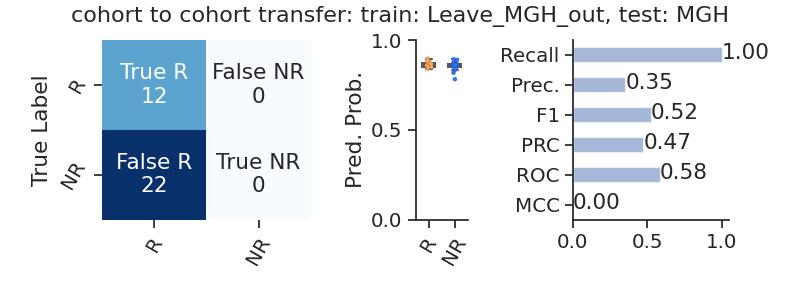 cohort to cohort transfer: train: Leave_MGH_out, test: MGH
True Label
R
NR
True R
12
False NR
0
False R
22
True NR
0
R
NR
Pred. Prob.
1.0
0.5
0.0
R
NR
Recall
1.00
Prec.
0.35
F1
0.52
PRC
0.47
ROC
0.58
MCC
0.00
0.0
0.5
1.0